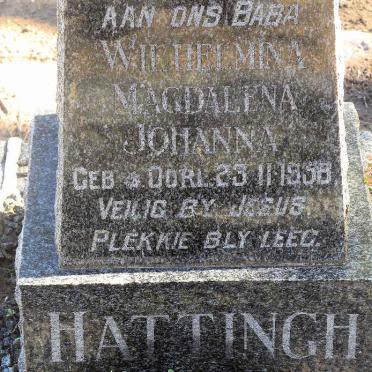 AAN ONS BABA
WILHELMINA
MAGDALENA
JOHANNA
GEB & OORL. 23·11·1938
VEILIG BY JESUS
PLEKKIE BLY LEEG.
HATTINGH